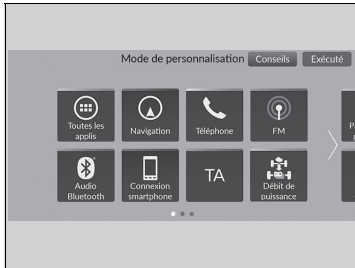 Mode de personnalisation Conseils Exécuté
Toutes les
applis
Navigation
Téléphone
FM
Audio
Bluetooth
Connexion
smartphone
TA
Débit de
puissance